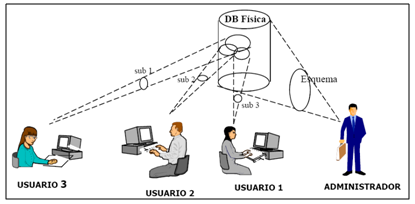 DB Física
sub 1
sub 2
Esquema
sub 3
USUARIO 3
USUARIO 2
USUARIO 1
ADMINISTRADOR